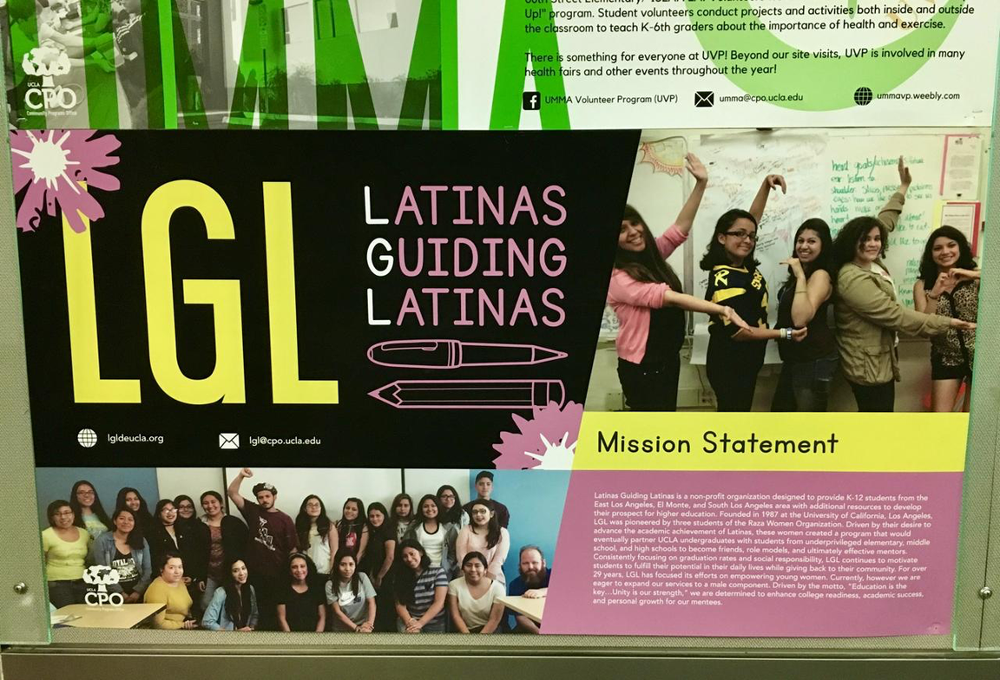 Up!" program. Student volunteers conduct projects and activities both inside and outside
the classroom to teach K-6th graders about the importance of health and exercise.
There is something for everyone at UVP! Beyond our site visits, UVP is involved in many
health fairs and other events throughout the year!
UMMA Volunteer Program (UVP)
umma@cpo.ucla.edu
ummavp.weebly.com
UMMA
UCLA
CPO
Community Programs Office
LGL
LATINAS
GUIDING
LATINAS
lgldeucla.org
lgl@cpo.ucla.edu
Mission Statement
Latinas Guiding Latinas is a non-profit organization designed to provide K-12 students from the
East Los Angeles, El Monte, and South Los Angeles area with additional resources to develop
their prospect for higher education. Founded in 1987 at the University of California, Los Angeles,
LGL was pioneered by three students of the Raza Women Organization. Driven by their desire to
advance the academic achievement of Latinas, these women created a program that would
eventually partner UCLA undergraduates with students from underprivileged elementary, middle
school, and high schools to become friends, role models, and ultimately effective mentors.
Consistently focusing on graduation rates and social responsibility, LGL continues to motivate
students to fulfill their potential in their daily lives while giving back to their community. For over
29 years, LGL has focused its efforts on empowering young women. Currently, however we are
eager to expand our services to a male component. Driven by the motto, "Education is the
key...Unity is our strength," we are determined to enhance college readiness, academic success,
and personal growth for our mentees.
UCLA
CPO
Community Programs Office